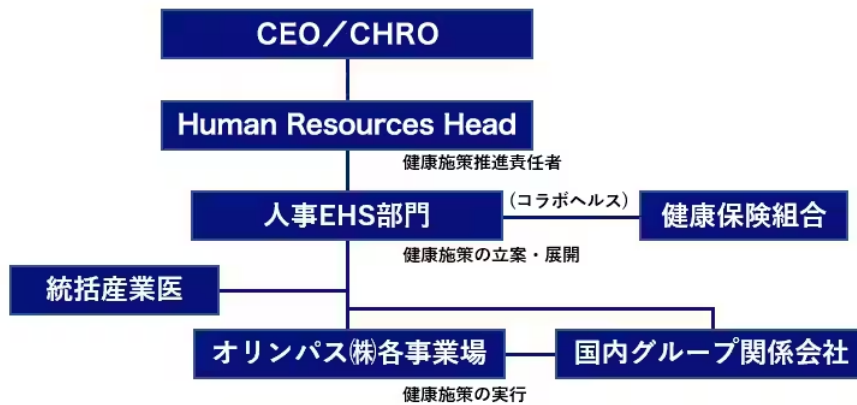 CEO／CHRO
Human Resources Head
健康施策推進責任者
人事EHS部門
(コラボヘルス)
健康保険組合
健康施策の立案・展開
統括産業医
オリンパス㈱各事業場
国内グループ関係会社
健康施策の実行